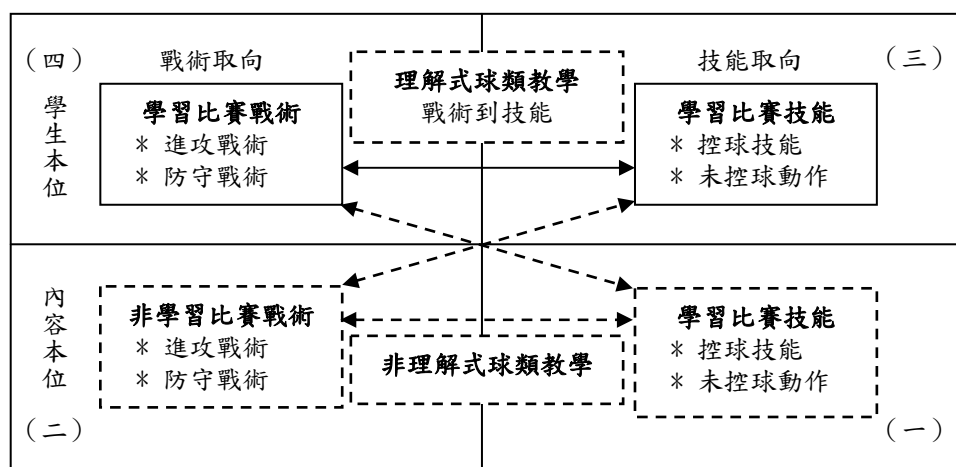 （四）
戰術取向
學生本位
學習比賽戰術
* 進攻戰術
* 防守戰術
理解式球類教學
戰術到技能
技能取向
（三）
學習比賽技能
* 控球技能
* 未控球動作
內容本位
非學習比賽戰術
* 進攻戰術
* 防守戰術
（二）
非理解式球類教學
學習比賽技能
* 控球技能
* 未控球動作
（一）